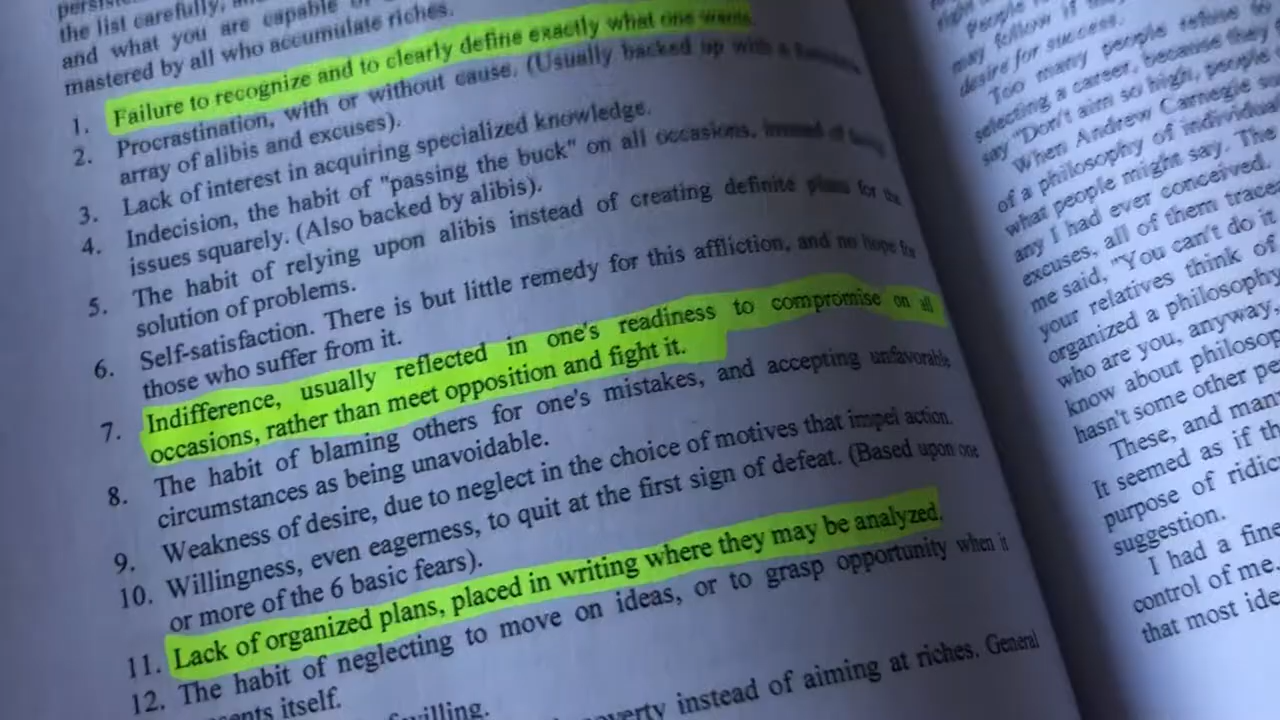 the list carefully,
and what you are capable
mastered by all who accumulate riches.
1. Failure to recognize and to clearly define exactly what one wants.
2. Procrastination, with or without cause. (Usually backed up with a
array of alibis and excuses).
3. Lack of interest in acquiring specialized knowledge.
4. Indecision, the habit of "passing the buck" on all occasions, instead of
issues squarely. (Also backed by alibis).
5. The habit of relying upon alibis instead of creating definite plans for the
solution of problems.
6. Self-satisfaction. There is but little remedy for this affliction, and no hope for
those who suffer from it.
7. Indifference, usually reflected in one's readiness to compromise on all
occasions, rather than meet opposition and fight it.
8. The habit of blaming others for one's mistakes, and accepting unfavorable
circumstances as being unavoidable.
9. Weakness of desire, due to neglect in the choice of motives that impel action.
10. Willingness, even eagerness, to quit at the first sign of defeat. (Based upon one
or more of the 6 basic fears).
11. Lack of organized plans, placed in writing where they may be analyzed.
12. The habit of neglecting to move on ideas, or to grasp opportunity when it
itself.
instead of aiming at riches. General
may follow if
desire for success.
Too many people refuse to
selecting a career, because they
say "Don't aim so high, people
When Andrew Carnegie
of a philosophy of
what people might say. The
any I had ever conceived.
excuses, all of them
me said, "You can't do it
your relatives think of
organized a philosophy
who are you, anyway,
know about
hasn't some other
These, and
It seemed as if
purpose of
suggestion.
I had a fine
control of me.
that most